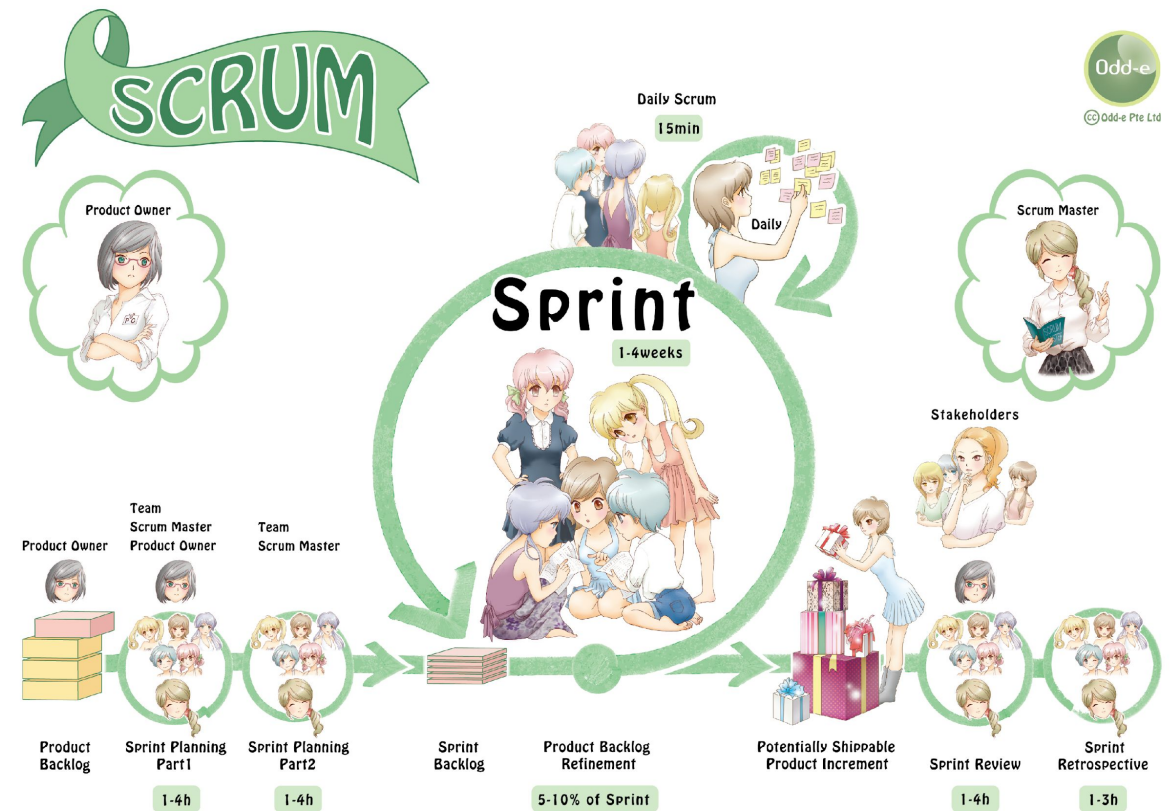 SCRUM
Odd-e
(cc) Odd-e Pte Ltd
Daily Scrum
15min
Daily
Product Owner
Scrum Master
SCRUM
Sprint
1-4weeks
Stakeholders
Product Owner
Team
Scrum Master
Product Owner
Team
Scrum Master
Product
Backlog
Sprint Planning
Part1
1-4h
Sprint Planning
Part2
1-4h
Sprint
Backlog
Product Backlog
Refinement
5-10% of Sprint
Potentially Shippable
Product Increment
Sprint Review
1-4h
Sprint
Retrospective
1-3h